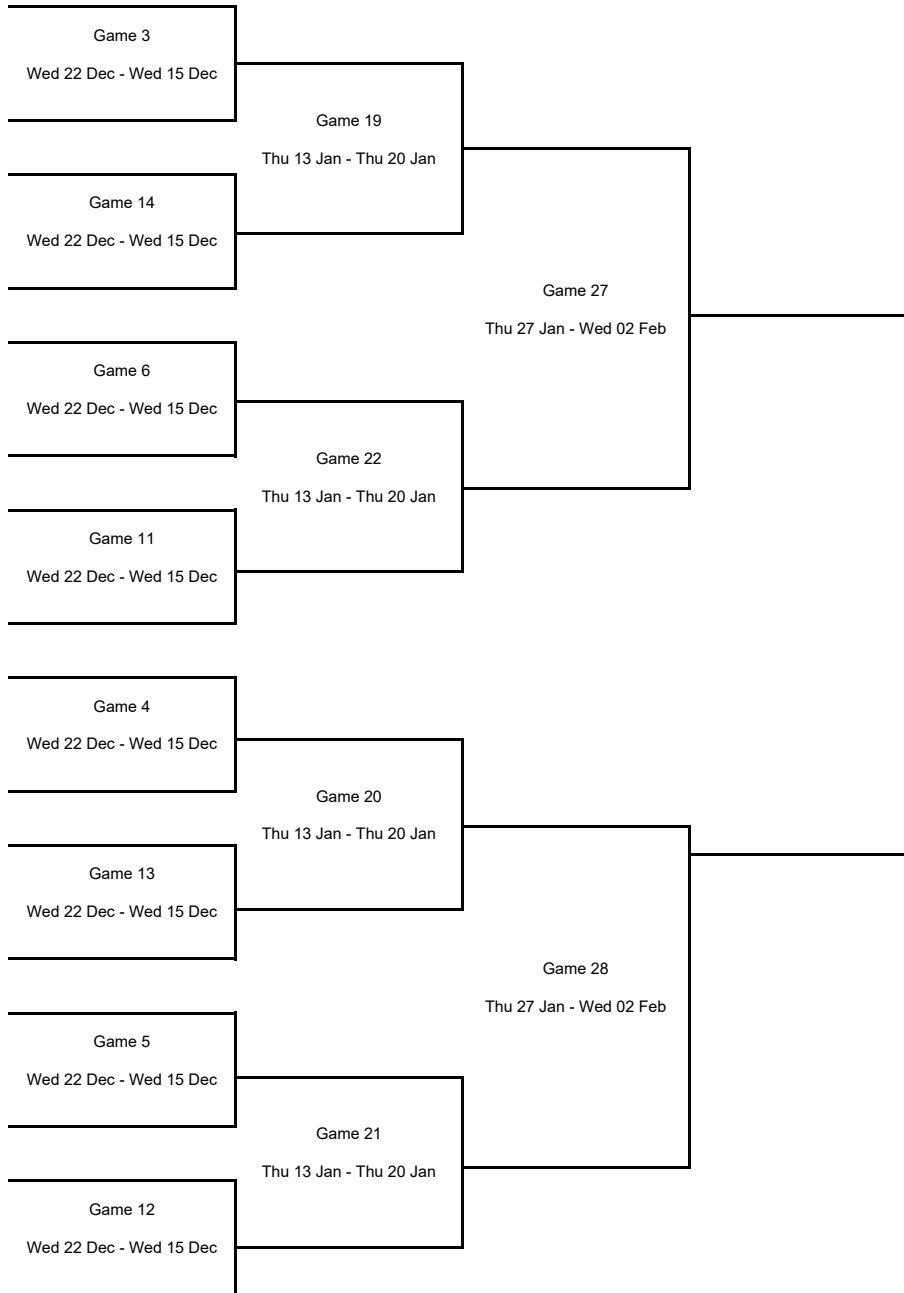 Game 3
Wed 22 Dec - Wed 15 Dec
Game 19
Thu 13 Jan - Thu 20 Jan
Game 14
Wed 22 Dec - Wed 15 Dec
Game 27
Thu 27 Jan - Wed 02 Feb
Game 6
Wed 22 Dec - Wed 15 Dec
Game 22
Thu 13 Jan - Thu 20 Jan
Game 11
Wed 22 Dec - Wed 15 Dec
Game 4
Wed 22 Dec - Wed 15 Dec
Game 20
Thu 13 Jan - Thu 20 Jan
Game 13
Wed 22 Dec - Wed 15 Dec
Game 28
Thu 27 Jan - Wed 02 Feb
Game 5
Wed 22 Dec - Wed 15 Dec
Game 21
Thu 13 Jan - Thu 20 Jan
Game 12
Wed 22 Dec - Wed 15 Dec